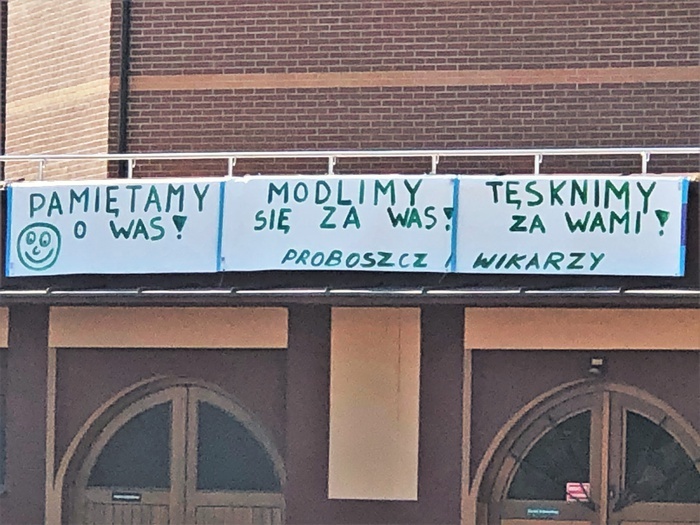 PAMIĘTAMY
O WAS!
MODLIMY
SIĘ ZA WAS!
TĘSKNIMY
ZA WAMI!
PROBOSZCZ I WIKARZY